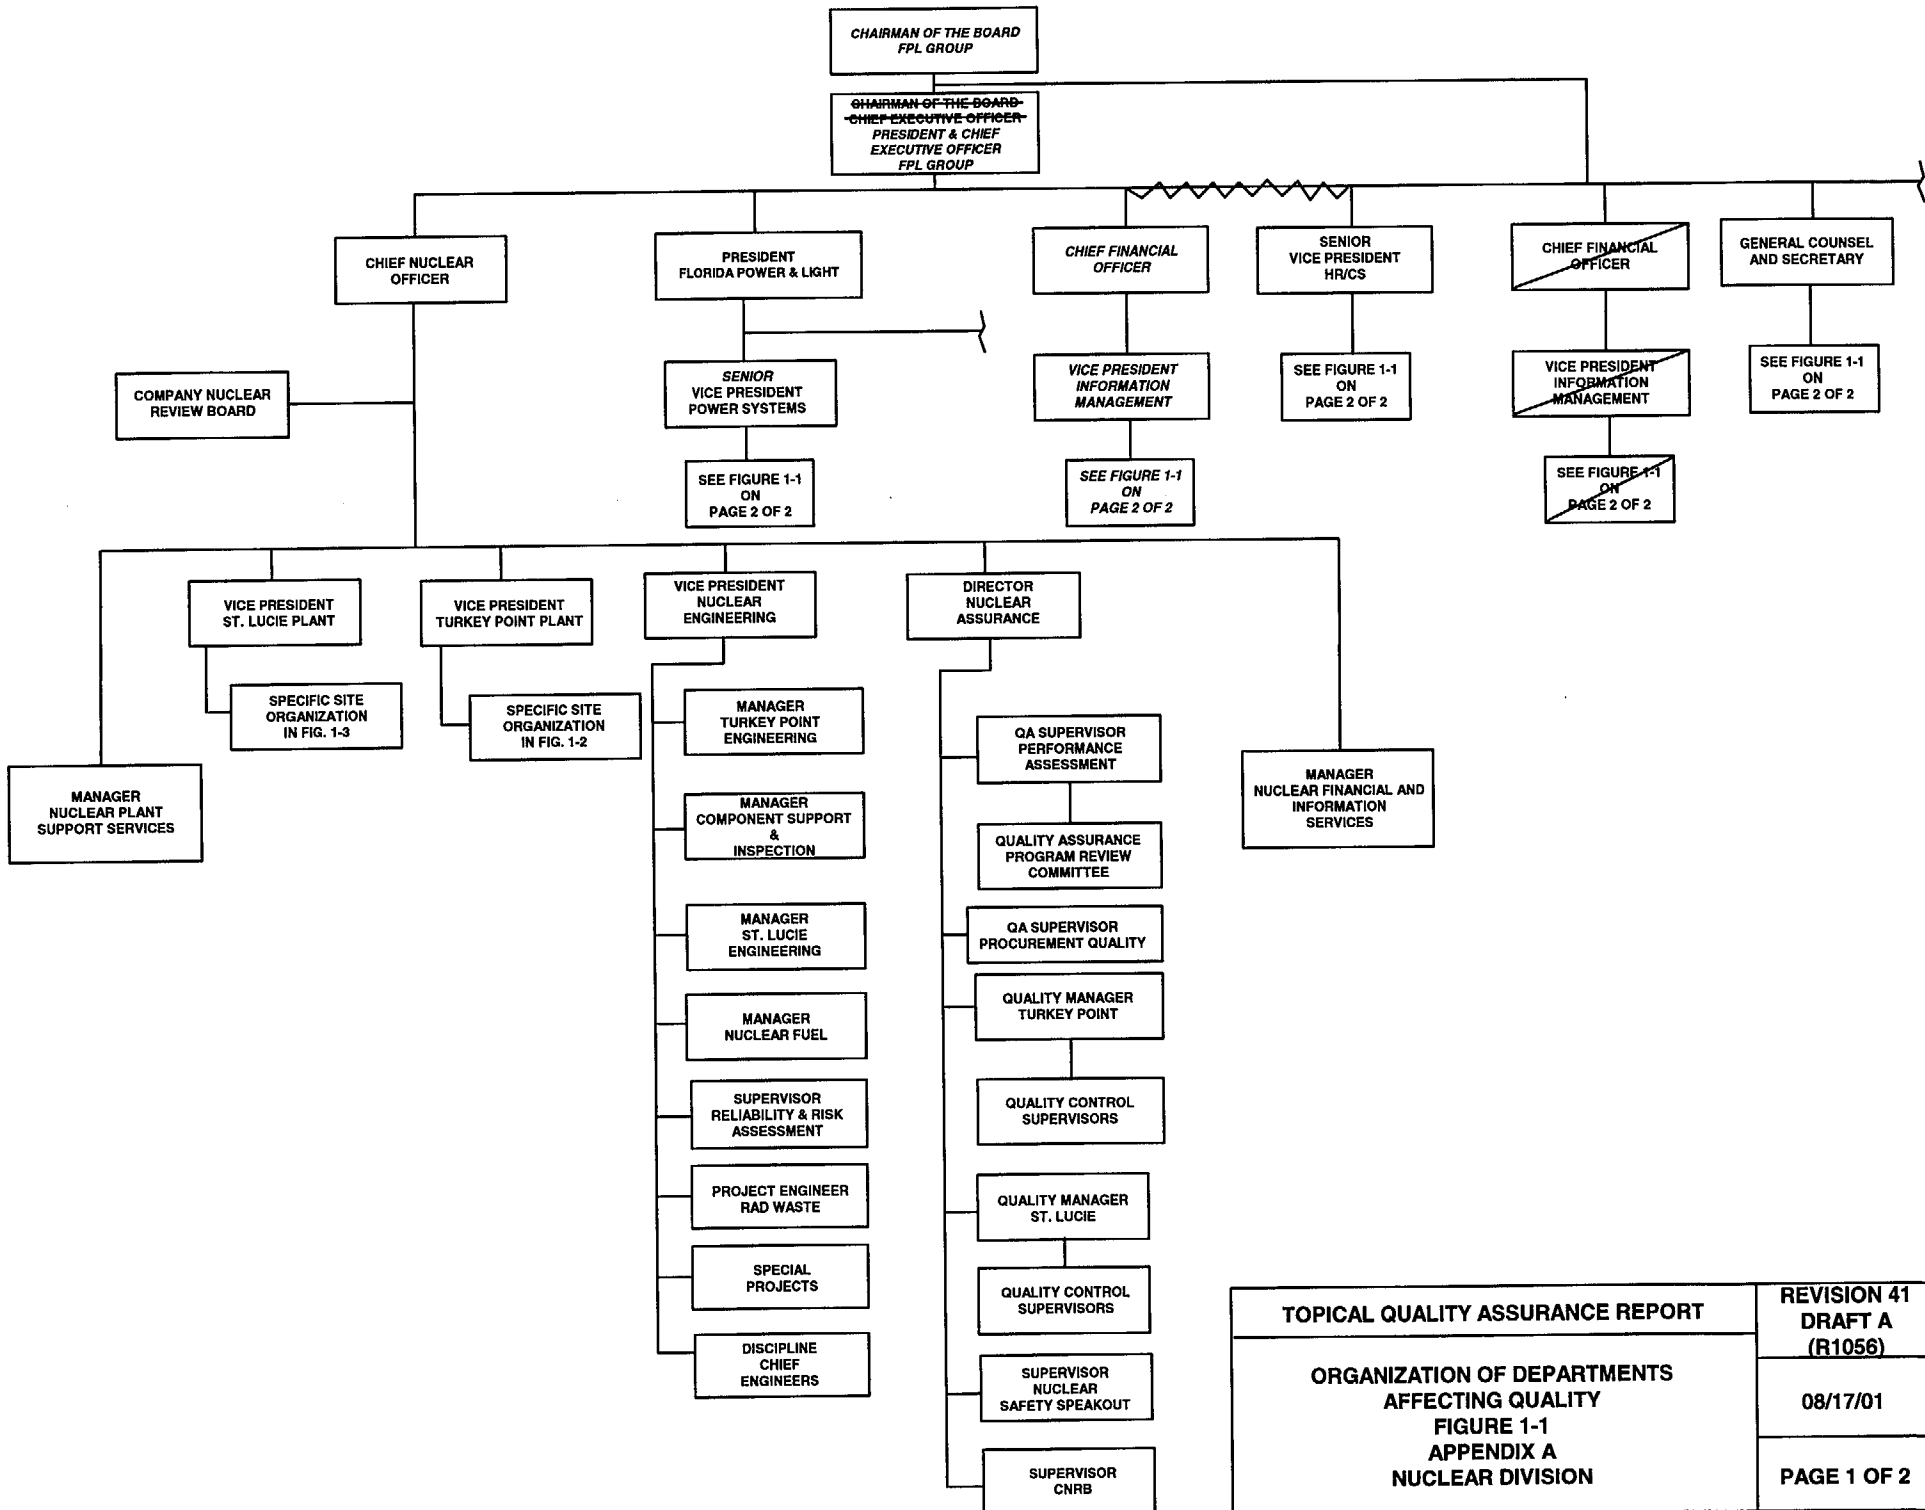 CHAIRMAN OF THE BOARD
FPL GROUP
CHAIRMAN OF THE BOARD
CHIEF EXECUTIVE OFFICER
PRESIDENT & CHIEF
EXECUTIVE OFFICER
FPL GROUP
CHIEF NUCLEAR
OFFICER
PRESIDENT
FLORIDA POWER & LIGHT
CHIEF FINANCIAL
OFFICER
SENIOR
VICE PRESIDENT
HR/CS
CHIEF FINANCIAL
OFFICER
GENERAL COUNSEL
AND SECRETARY
COMPANY NUCLEAR
REVIEW BOARD
SENIOR
VICE PRESIDENT
POWER SYSTEMS
VICE PRESIDENT
INFORMATION
MANAGEMENT
SEE FIGURE 1-1
ON
PAGE 2 OF 2
VICE PRESIDENT
INFORMATION
MANAGEMENT
SEE FIGURE 1-1
ON
PAGE 2 OF 2
SEE FIGURE 1-1
ON
PAGE 2 OF 2
SEE FIGURE 1-1
ON
PAGE 2 OF 2
SEE FIGURE 1-1
ON
PAGE 2 OF 2
VICE PRESIDENT
ST. LUCIE PLANT
VICE PRESIDENT
TURKEY POINT PLANT
VICE PRESIDENT
NUCLEAR
ENGINEERING
DIRECTOR
NUCLEAR
ASSURANCE
SPECIFIC SITE
ORGANIZATION
IN FIG. 1-3
SPECIFIC SITE
ORGANIZATION
IN FIG. 1-2
MANAGER
NUCLEAR PLANT
SUPPORT SERVICES
MANAGER
TURKEY POINT
ENGINEERING
MANAGER
COMPONENT SUPPORT
&
INSPECTION
MANAGER
ST. LUCIE
ENGINEERING
MANAGER
NUCLEAR FUEL
SUPERVISOR
RELIABILITY & RISK
ASSESSMENT
PROJECT ENGINEER
RAD WASTE
SPECIAL
PROJECTS
DISCIPLINE
CHIEF
ENGINEERS
QA SUPERVISOR
PERFORMANCE
ASSESSMENT
QUALITY ASSURANCE
PROGRAM REVIEW
COMMITTEE
QA SUPERVISOR
PROCUREMENT QUALITY
QUALITY MANAGER
TURKEY POINT
QUALITY CONTROL
SUPERVISORS
QUALITY MANAGER
ST. LUCIE
QUALITY CONTROL
SUPERVISORS
SUPERVISOR
NUCLEAR
SAFETY SPEAKOUT
SUPERVISOR
CNRB
MANAGER
NUCLEAR FINANCIAL AND
INFORMATION
SERVICES
TOPICAL QUALITY ASSURANCE REPORT
REVISION 41
DRAFT A
(R1056)
ORGANIZATION OF DEPARTMENTS
AFFECTING QUALITY
FIGURE 1-1
APPENDIX A
NUCLEAR DIVISION
08/17/01
PAGE 1 OF 2